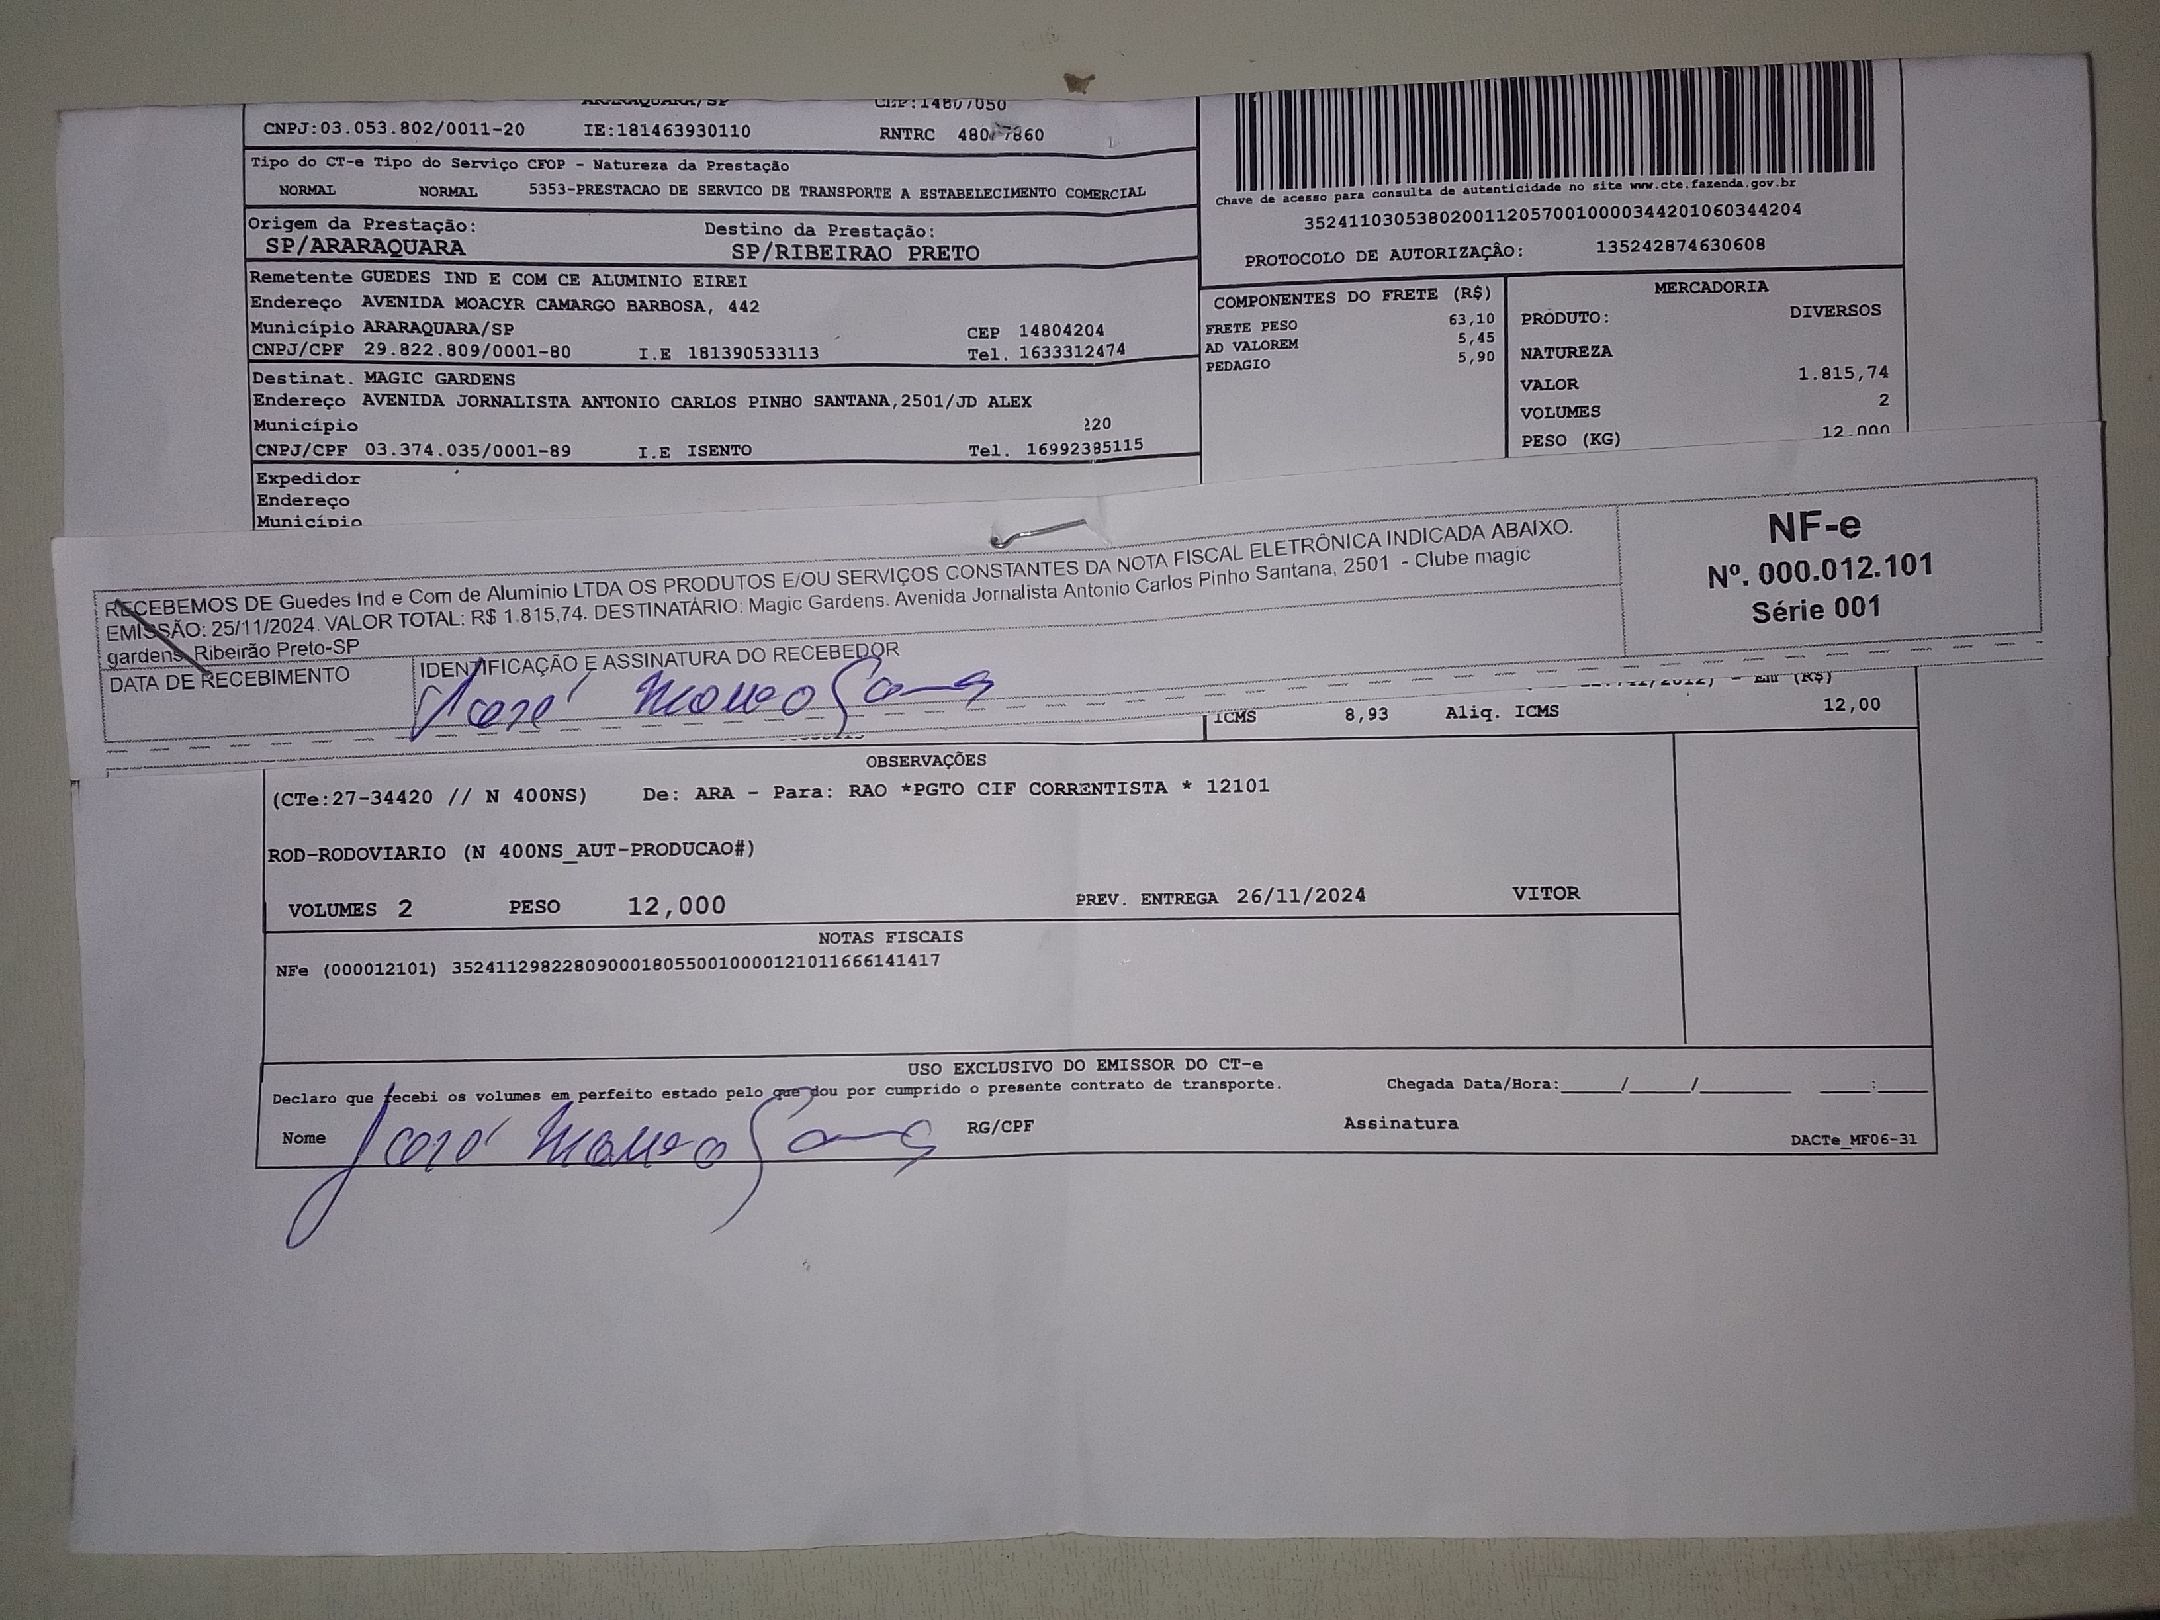 CNPJ:03.053.802/0011-20 IE:181463930110 RNTRC
Tipo do CT-e Tipo do Serviço CFOP - Natureza da Prestação
NORMAL NORMAL 5353-PRESTACAO DE SERVICO DE TRANSPORTE A ESTABELECIMENTO COMERCIAL
Origem da Prestação: Destino da Prestação:
SP/ARARAQUARA SP/RIBEIRAO PRETO
Remetente GUEDES IND E COM CE ALUMINIO EIREI
Endereço AVENIDA MOACYR CAMARGO BARBOSA, 442
Município ARARAQUARA/SP CEP 14804204
CNPJ/CPF 29.822.809/0001-80 I.E 181390533113 Tel. 1633312474
Destinat. MAGIC GARDENS
Endereço AVENIDA JORNALISTA ANTONIO CARLOS PINHO SANTANA,2501/JD ALEX
Município 220
CNPJ/CPF 03.374.035/0001-89 I.E ISENTO Tel. 16992385115
Expedidor
Endereço
Município
Chave de acesso para consulta de autenticidade no site www.cte.fazenda.gov.br
35241103053802001120570010000344201060344204
PROTOCOLO DE AUTORIZAÇÂO: 135242874630608
COMPONENTES DO FRETE (R$)
FRETE PESO 63,10
AD VALOREM 5,45
PEDAGIO 5,90
MERCADORIA
PRODUTO: DIVERSOS
NATUREZA
VALOR 1.815,74
VOLUMES 2
PESO (KG) 12.000
RECEBEMOS DE Guedes Ind e Com de Aluminio LTDA OS PRODUTOS E/OU SERVIÇOS CONSTANTES DA NOTA FISCAL ELETRÔNICA INDICADA ABAIXO.
EMISSÃO: 25/11/2024. VALOR TOTAL: R$ 1.815,74. DESTINATÁRIO: Magic Gardens. Avenida Jornalista Antonio Carlos Pinho Santana, 2501 - Clube magic
gardens, Ribeirão Preto-SP
DATA DE RECEBIMENTO IDENTIFICAÇÃO E ASSINATURA DO RECEBEDOR
José
NF-e
Nº. 000.012.101
Série 001
ICMS 8,93 Aliq. ICMS 12,00
OBSERVAÇÕES
(CTe:27-34420 // N 400NS) De: ARA - Para: RAO *PGTO CIF CORRENTISTA * 12101
ROD-RODOVIARIO (N 400NS_AUT-PRODUCAO#)
VOLUMES 2 PESO 12,000 PREV. ENTREGA 26/11/2024 VITOR
NOTAS FISCAIS
NFe (000012101) 35241129822809000180550010000121011666141417
USO EXCLUSIVO DO EMISSOR DO CT-e
Declaro que recebi os volumes em perfeito estado pelo que dou por cumprido o presente contrato de transporte. Chegada Data/Hora:____/____/______ ___:___
Nome José RG/CPF Assinatura
DACTe_MF06-31